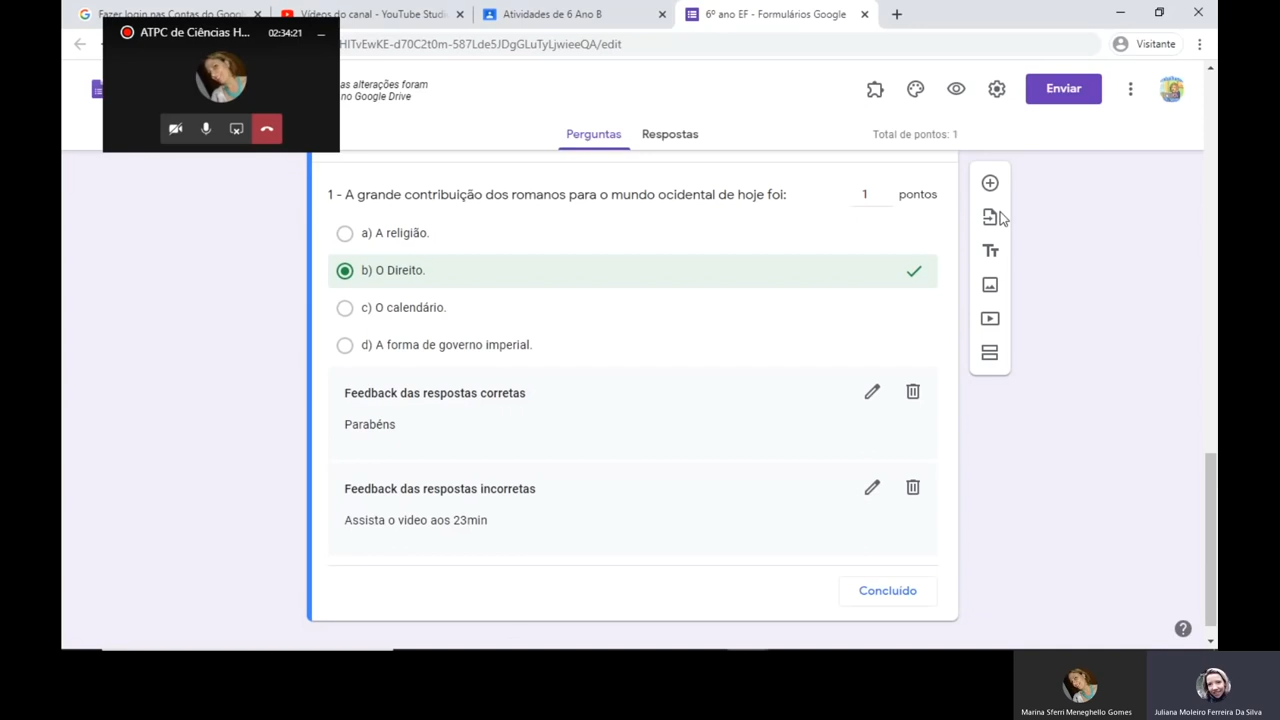 Fazer login nas Contas do Goo
Vídeos do canal - YouTube Studi
Atividades de 6 Ano B
6º ano EF - Formulários Google
ATPC de Ciências H...
02:34:21
HITvEwKE-d70C2t0m-587Lde5JDgGLuTyLjwieeQA/edit
Visitante
as alterações foram
no Google Drive
Enviar
Perguntas
Respostas
Total de pontos: 1
1 - A grande contribuição dos romanos para o mundo ocidental de hoje foi:
1 pontos
a) A religião.
b) O Direito.
c) O calendário.
d) A forma de governo imperial.
Feedback das respostas corretas
Parabéns
Feedback das respostas incorretas
Assista o video aos 23min
Concluído
Marina Sferri Meneghello Gomes
Juliana Moleiro Ferreira Da Silva